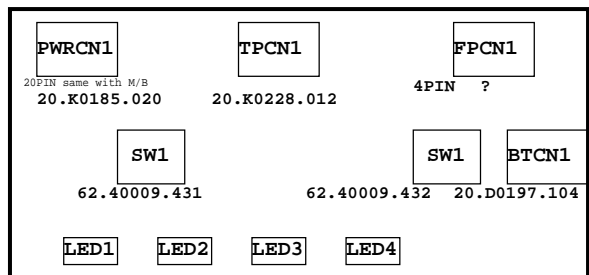 PWRCN1 TPCN1 FPCN1
20PIN same with M/B 4PIN ?
20.K0185.020 20.K0228.012
SW1 SW1 BTCN1
62.40009.431 62.40009.432 20.D0197.104
LED1 LED2 LED3 LED4